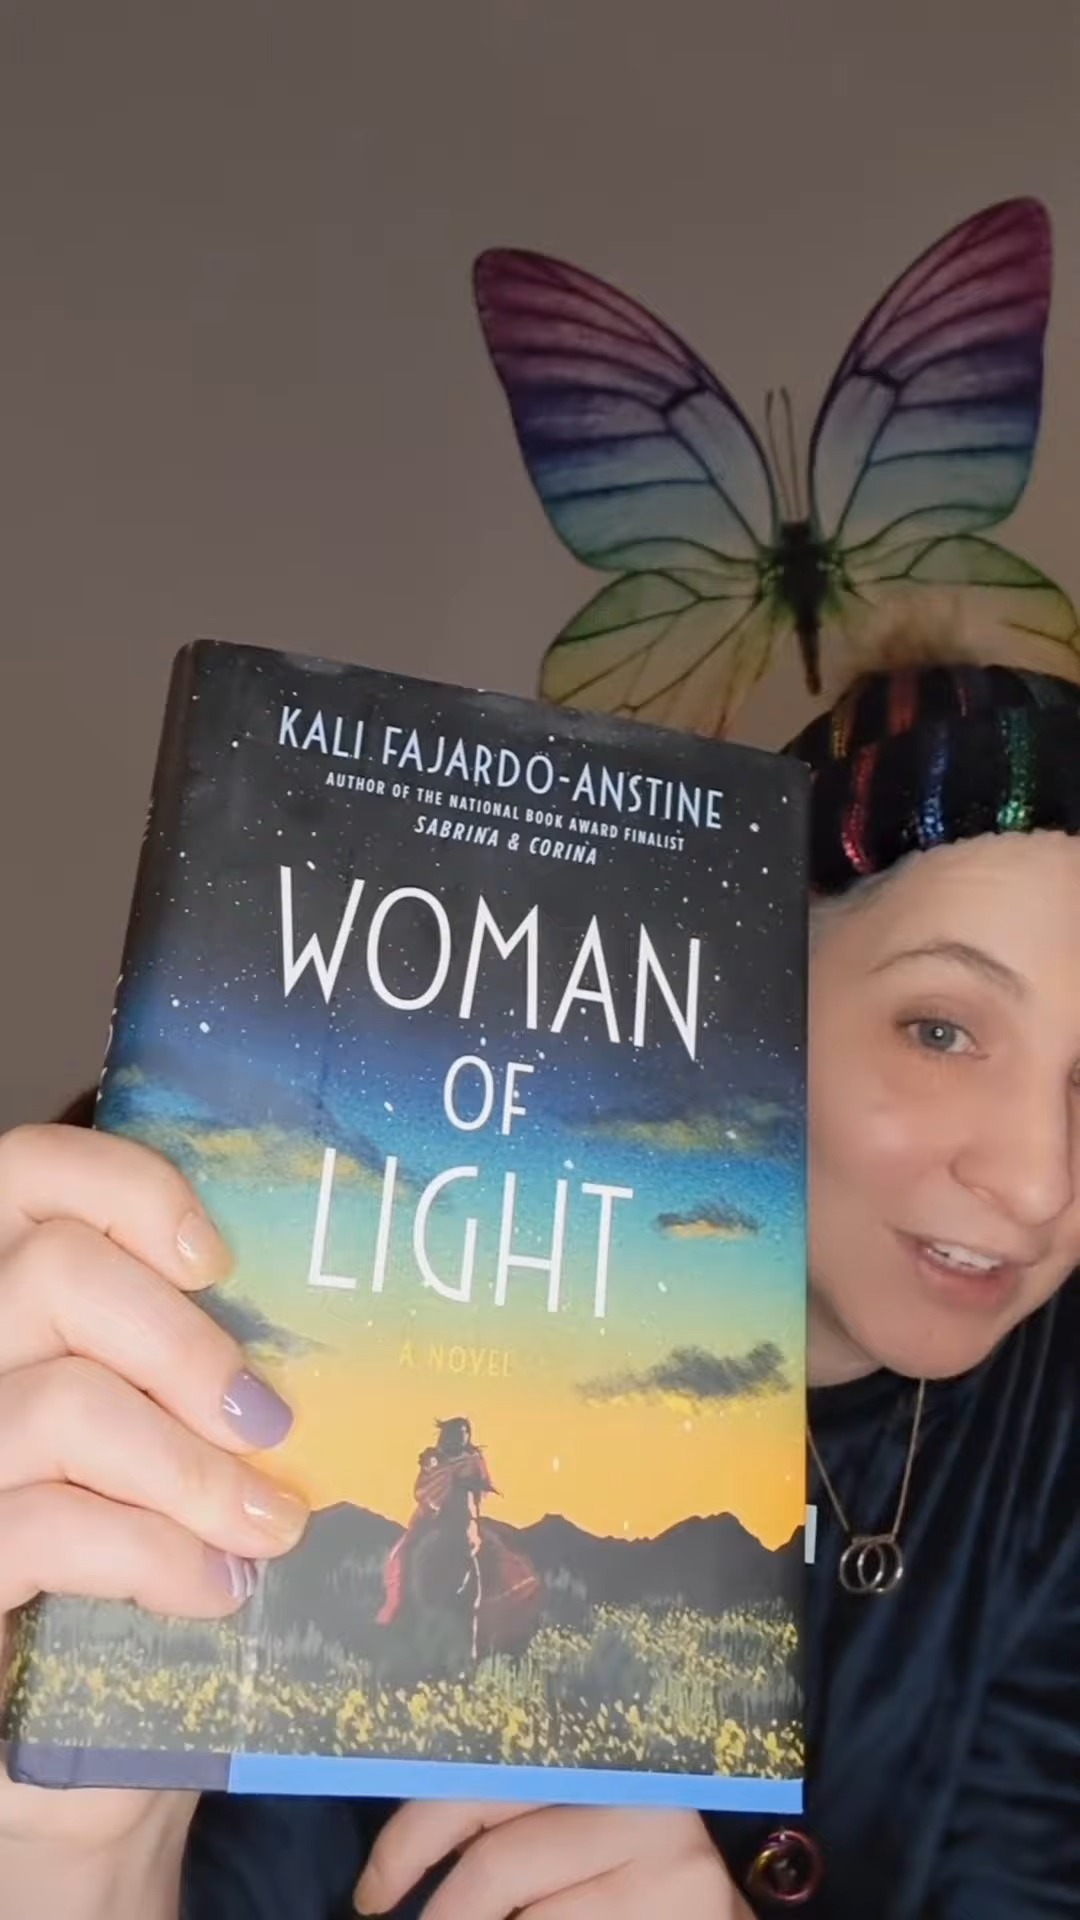 KALI FAJARDO-ANSTINE
AUTHOR OF THE NATIONAL BOOK AWARD FINALIST
SABRINA & CORINA
WOMAN
OF
LIGHT
A NOVEL